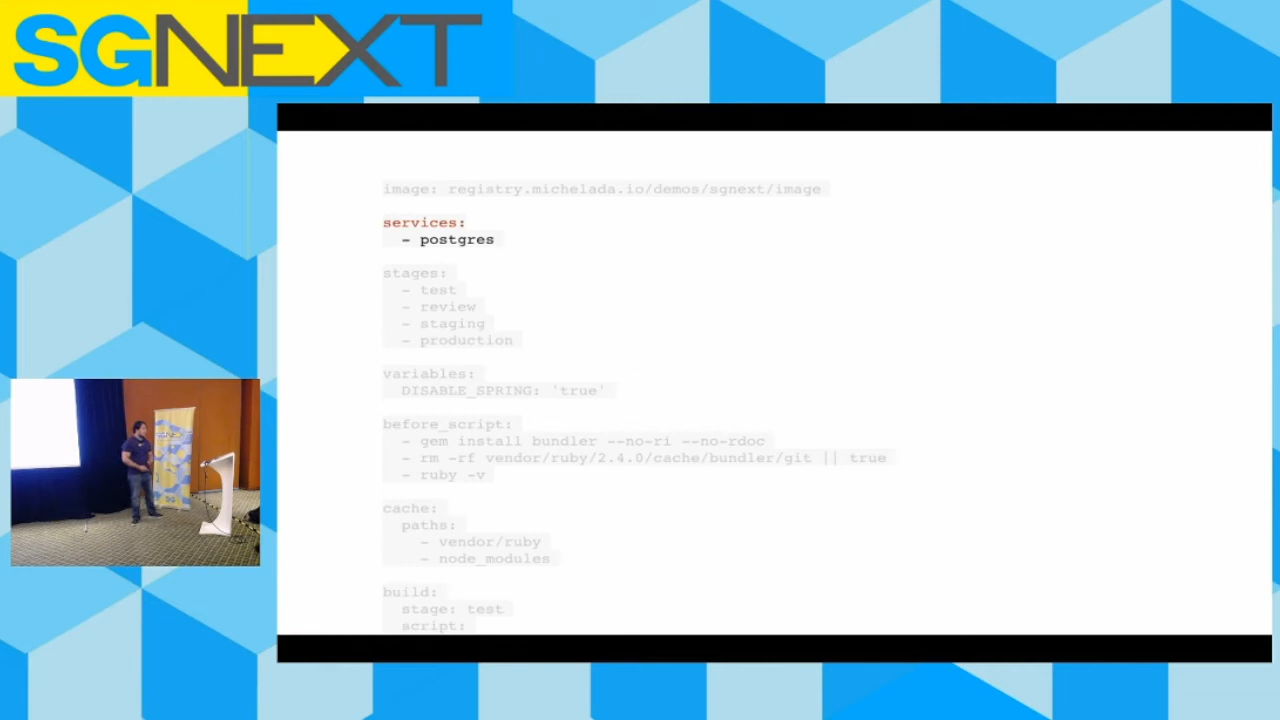 SGNEXT
image: registry.michelada.io/demos/sgnext/image
services:
- postgres
stages:
- test
- review
- staging
- production
variables:
DISABLE_SPRING: 'true'
before_script:
- gem install bundler --no-ri --no-rdoc
- rm -rf vendor/ruby/2.4.0/cache/bundler/git || true
- ruby -v
cache:
paths:
- vendor/ruby
- node_modules
build:
stage: test
script:
SGNEXT
SG